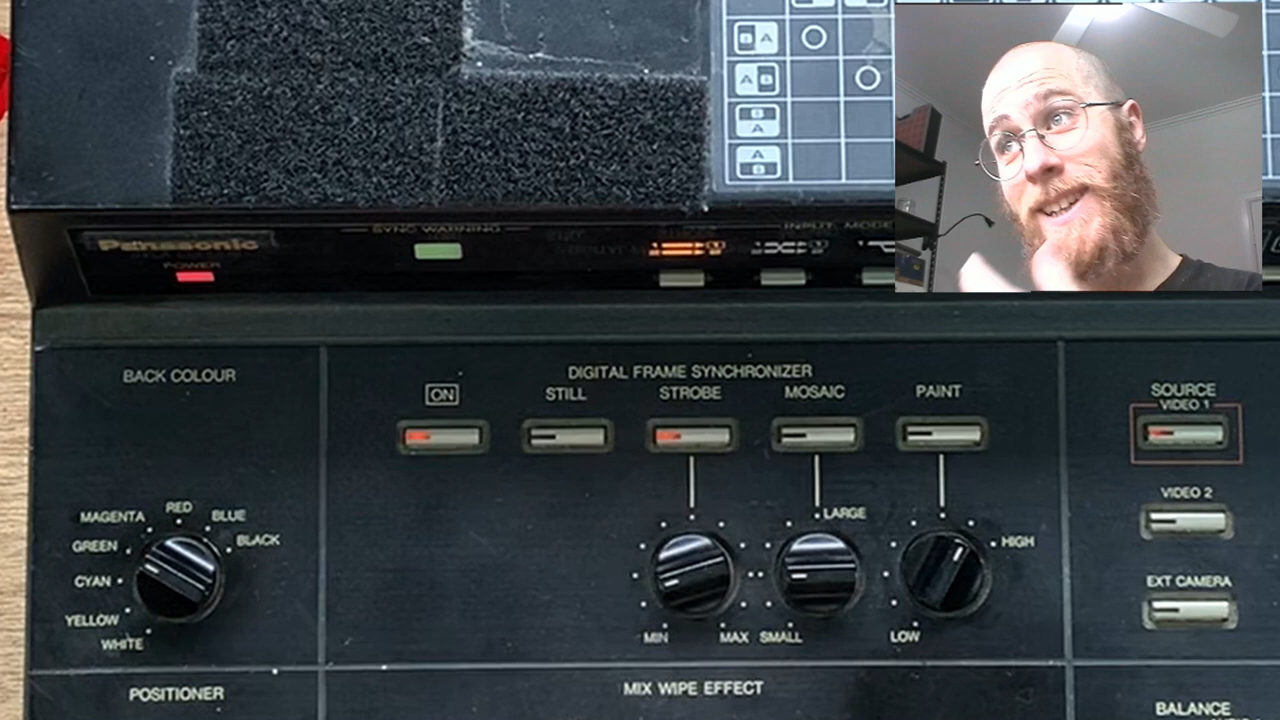 B A
A B
B
A
A
B
Panasonic
POWER
SYNC WARNING
INPUT MODE
BACK COLOUR
MAGENTA
RED
BLUE
GREEN
BLACK
CYAN
YELLOW
WHITE
DIGITAL FRAME SYNCHRONIZER
ON
STILL
STROBE
MOSAIC
PAINT
LARGE
HIGH
MIN
MAX
SMALL
LOW
SOURCE
VIDEO 1
VIDEO 2
EXT CAMERA
POSITIONER
MIX WIPE EFFECT
BALANCE